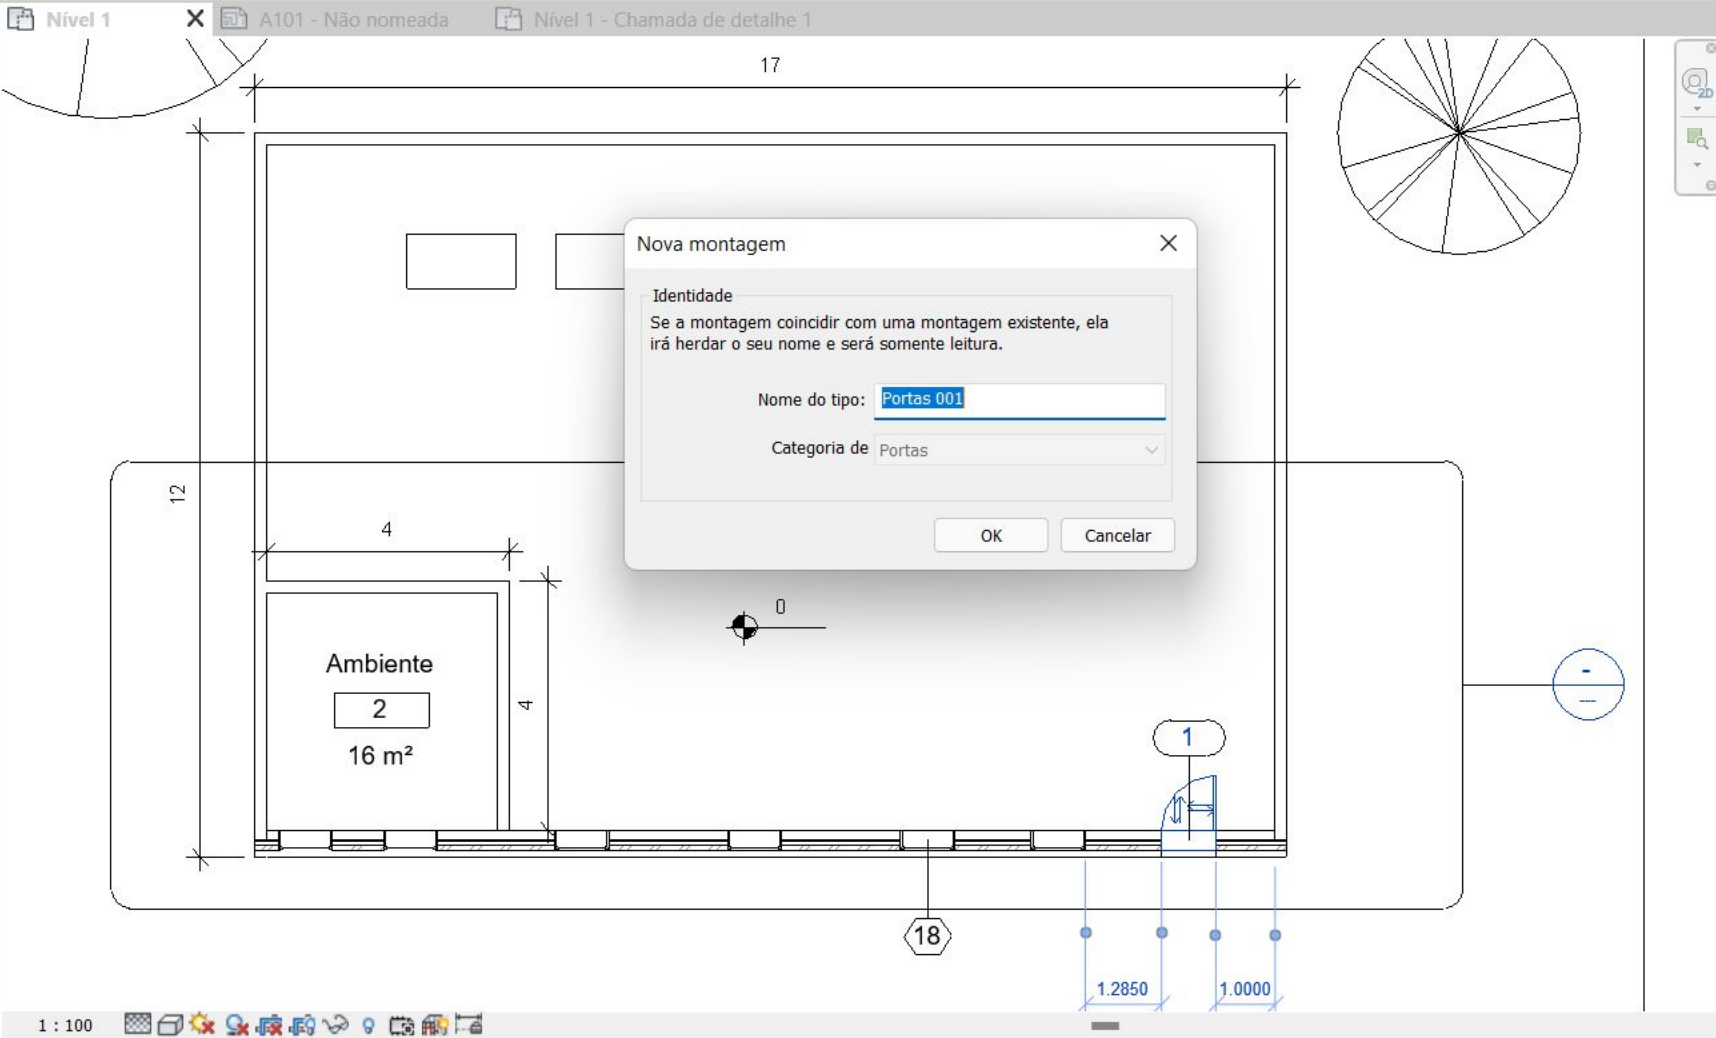 Nível 1
A101 - Não nomeada
Nível 1 - Chamada de detalhe 1
2D
17
Nova montagem
Identidade
Se a montagem coincidir com uma montagem existente, ela
irá herdar o seu nome e será somente leitura.
Nome do tipo: Portas 001
Categoria de Portas
OK
Cancelar
12
4
0
Ambiente
2
16 m²
4
1
-
---
18
1.2850
1.0000
1 : 100